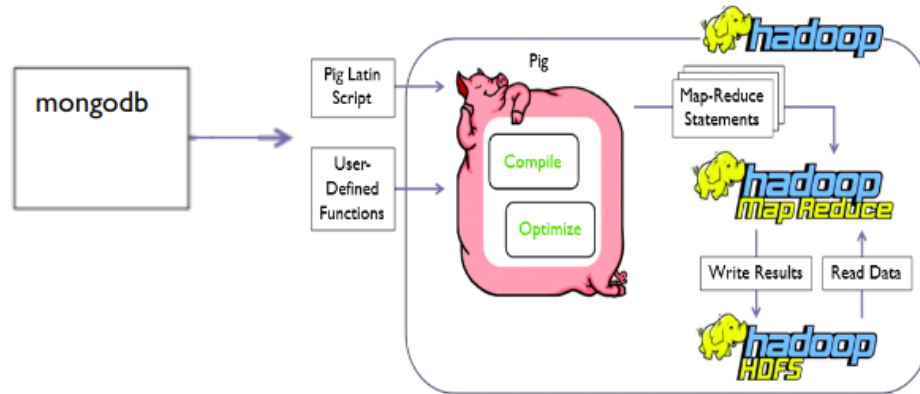 hadoop
mongodb
Pig Latin
Script
User-
Defined
Functions
Pig
Compile
Optimize
Map-Reduce
Statements
hadoop
Map Reduce
Write Results
Read Data
hadoop
HDFS